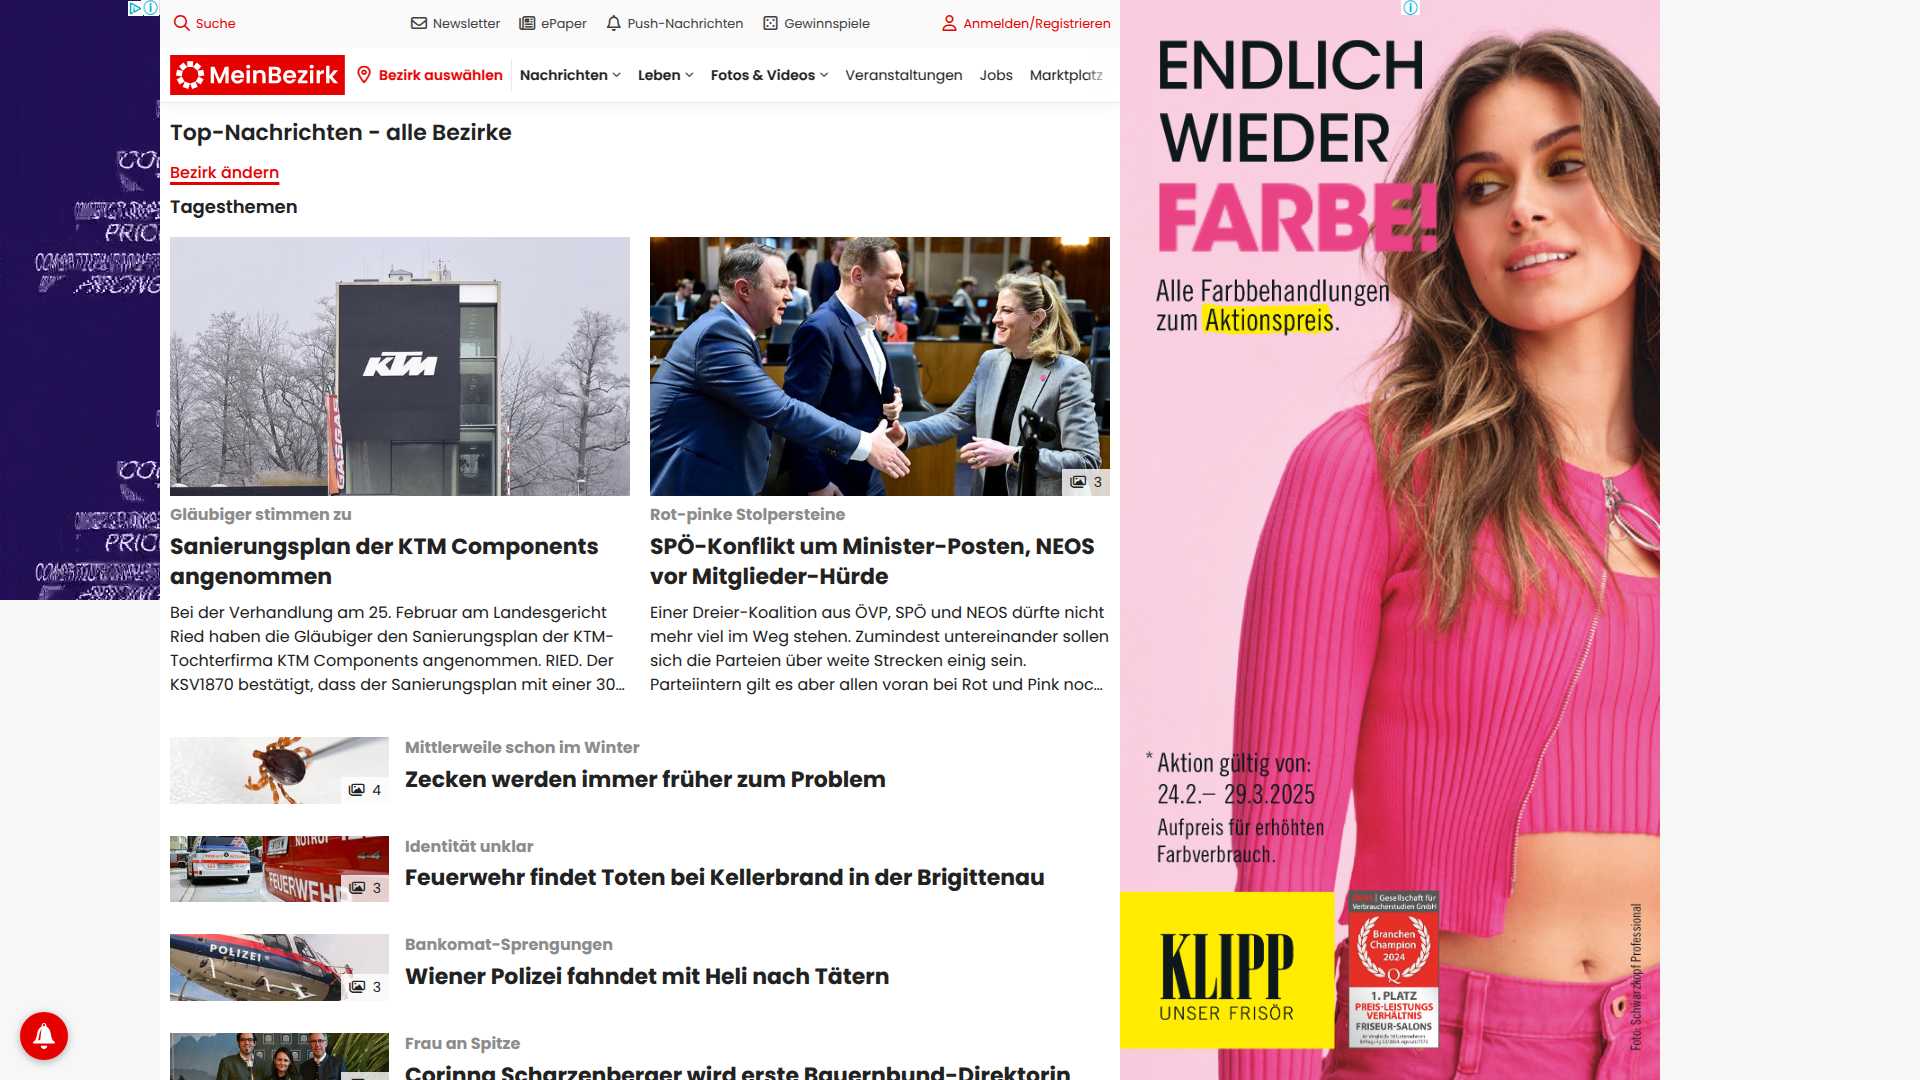 Suche
Newsletter
ePaper
Push-Nachrichten
Gewinnspiele
Anmelden/Registrieren
MeinBezirk
Bezirk auswählen
Nachrichten
Leben
Fotos & Videos
Veranstaltungen
Jobs
Marktplatz
Top-Nachrichten - alle Bezirke
Bezirk ändern
Tagesthemen
KTM
GASGAS
3
Gläubiger stimmen zu
Sanierungsplan der KTM Components
angenommen
Bei der Verhandlung am 25. Februar am Landesgericht
Ried haben die Gläubiger den Sanierungsplan der KTM-
Tochterfirma KTM Components angenommen. RIED. Der
KSV1870 bestätigt, dass der Sanierungsplan mit einer 30...
Rot-pinke Stolpersteine
SPÖ-Konflikt um Minister-Posten, NEOS
vor Mitglieder-Hürde
Einer Dreier-Koalition aus ÖVP, SPÖ und NEOS dürfte nicht
mehr viel im Weg stehen. Zumindest untereinander sollen
sich die Parteien über weite Strecken einig sein.
Parteiintern gilt es aber allen voran bei Rot und Pink noc...
4
Mittlerweile schon im Winter
Zecken werden immer früher zum Problem
NOTRUF
FEUERWEHR
3
Identität unklar
Feuerwehr findet Toten bei Kellerbrand in der Brigittenau
POLIZEI
3
Bankomat-Sprengungen
Wiener Polizei fahndet mit Heli nach Tätern
Frau an Spitze
Corinna Scharzenberger wird erste Bauernbund-Direktorin
ENDLICH
WIEDER
FARBE!
Alle Farbbehandlungen
zum Aktionspreis.
* Aktion gültig von:
24.2.– 29.3.2025
Aufpreis für erhöhten
Farbverbrauch.
KLIPP
UNSER FRISÖR
Gesellschaft für
Verbraucherstudien GmbH
Branchen
Champion
2024
Q
1. PLATZ
PREIS-LEISTUNGS
VERHÄLTNIS
FRISEUR-SALONS
Foto: Schwarzkopf Professional